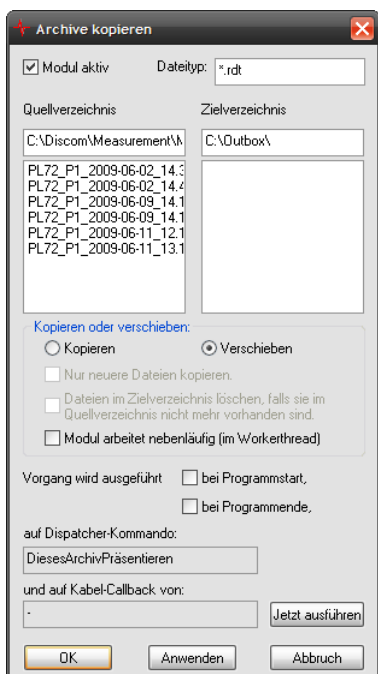 Archive kopieren
Modul aktiv Dateityp: *.rdt
Quellverzeichnis Zielverzeichnis
C:\Discom\Measurement\M C:\Outbox\
PL72_P1_2009-06-02_14.3
PL72_P1_2009-06-02_14.4
PL72_P1_2009-06-09_14.1
PL72_P1_2009-06-09_14.1
PL72_P1_2009-06-11_12.1
PL72_P1_2009-06-11_13.1
Kopieren oder verschieben:
Kopieren Verschieben
Nur neuere Dateien kopieren.
Dateien im Zielverzeichnis löschen, falls sie im
Quellverzeichnis nicht mehr vorhanden sind.
Modul arbeitet nebenläufig (im Workerthread)
Vorgang wird ausgeführt bei Programmstart,
bei Programmende,
auf Dispatcher-Kommando:
DiesesArchivPräsentieren
und auf Kabel-Callback von:
- Jetzt ausführen
OK Anwenden Abbruch